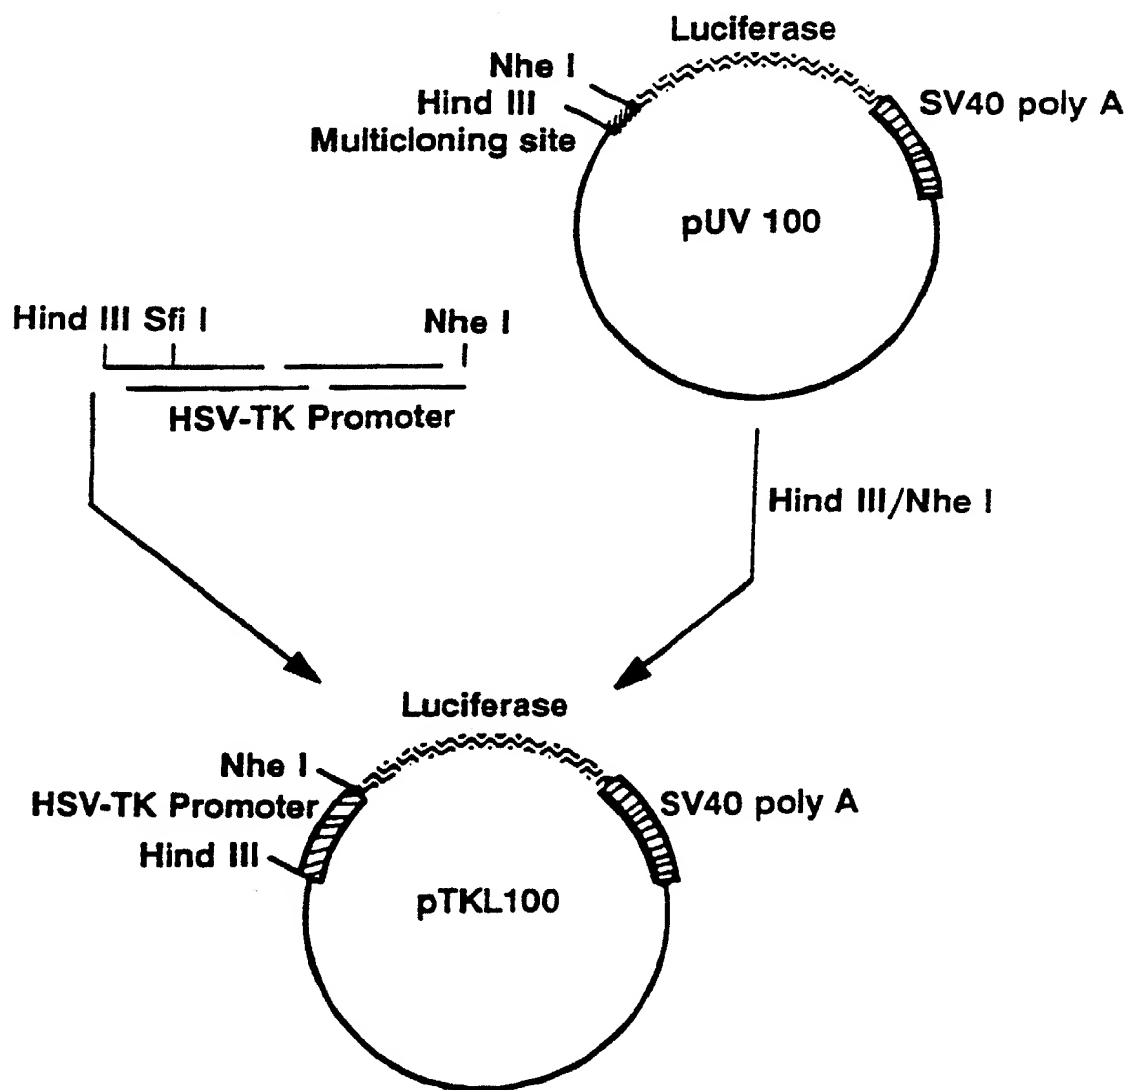 Luciferase
Nhe I
Hind III
Multicloning site
SV40 poly A
pUV 100
Hind III Sfi I
Nhe I
HSV-TK Promoter
Hind III/Nhe I
Luciferase
Nhe I
HSV-TK Promoter
Hind III
SV40 poly A
pTKL100